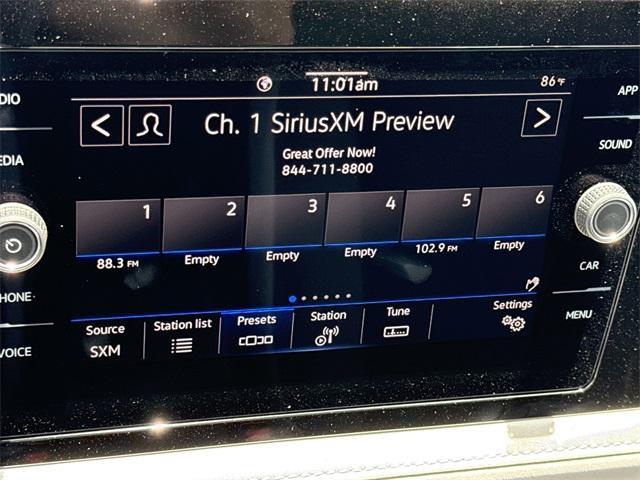 11:01am
86°F
Ch. 1 SiriusXM Preview
Great Offer Now!
844-711-8800
1 2 3 4 5 6
88.3 FM Empty Empty Empty 102.9 FM Empty
Source Station list Presets Station Tune Settings
SXM
DIO
EDIA
HONE
VOICE
APP
SOUND
CAR
MENU